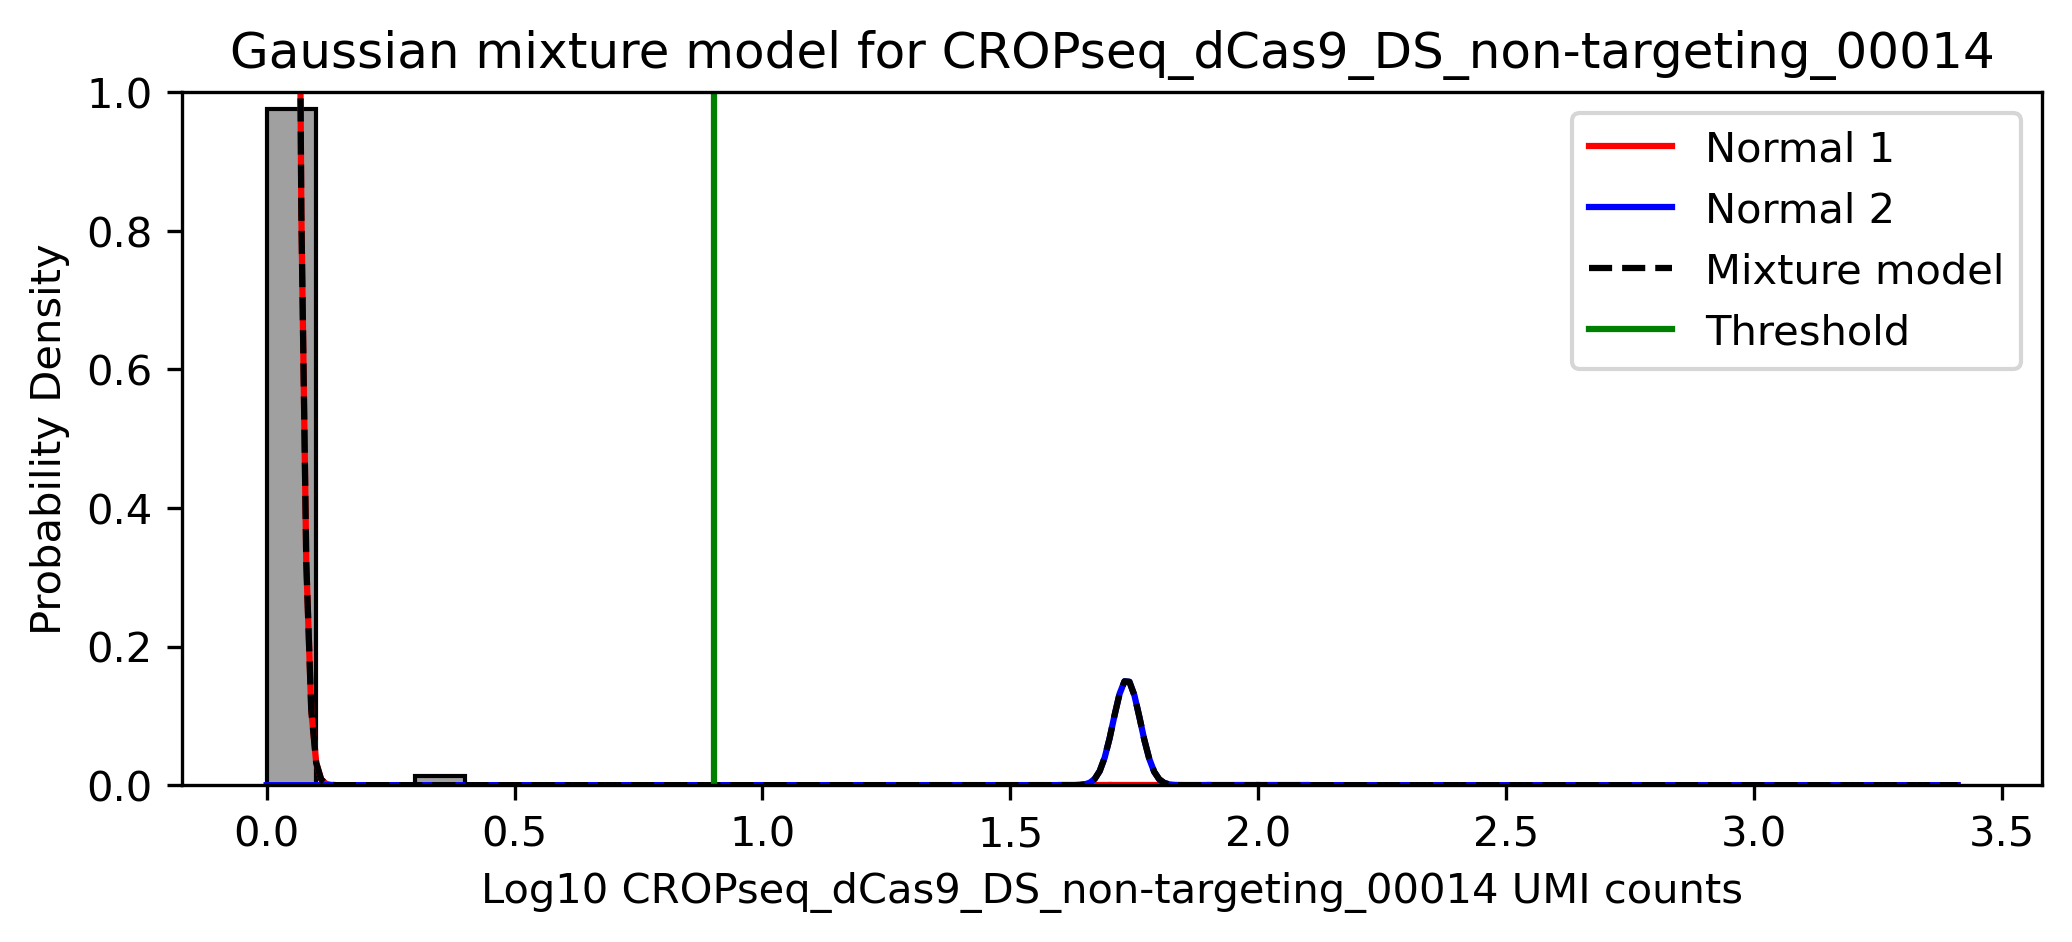 Gaussian mixture model for CROPseq_dCas9_DS_non-targeting_00014
1.0
0.8
0.6
0.4
0.2
0.0
Probability Density
Normal 1
Normal 2
Mixture model
Threshold
0.0 0.5 1.0 1.5 2.0 2.5 3.0 3.5
Log10 CROPseq_dCas9_DS_non-targeting_00014 UMI counts